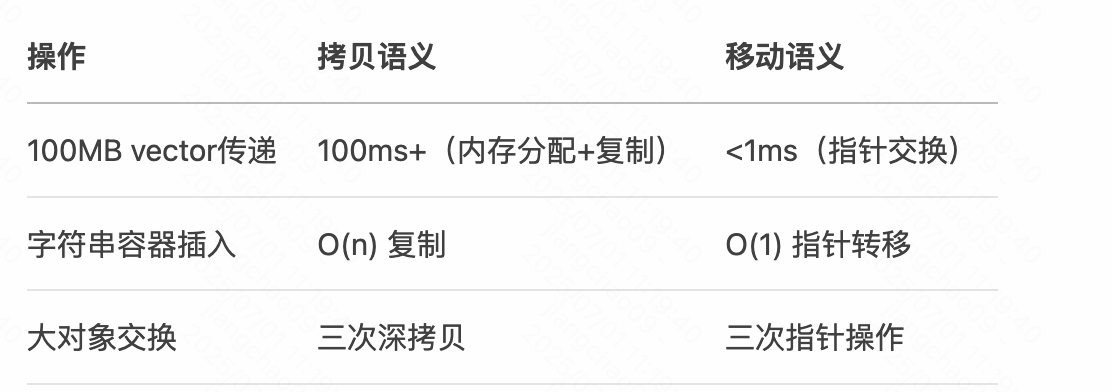 操作 拷贝语义 移动语义
100MB vector传递 100ms+（内存分配+复制） <1ms（指针交换）
字符串容器插入 O(n) 复制 O(1) 指针转移
大对象交换 三次深拷贝 三次指针操作